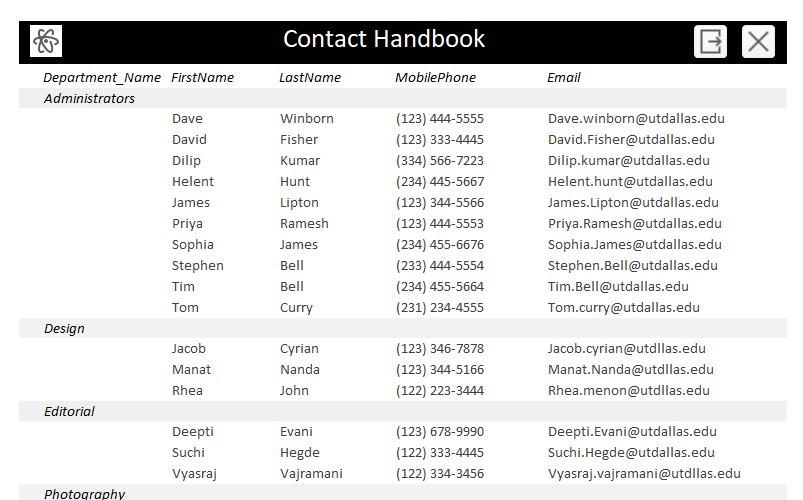 Contact Handbook
Department_Name FirstName LastName MobilePhone Email
Administrators
Dave Winborn (123) 444-5555 Dave.winborn@utdallas.edu
David Fisher (123) 333-4445 David.Fisher@utdallas.edu
Dilip Kumar (334) 566-7223 Dilip.kumar@utdallas.edu
Helent Hunt (234) 445-5667 Helent.hunt@utdallas.edu
James Lipton (123) 344-5566 James.Lipton@utdallas.edu
Priya Ramesh (123) 444-5553 Priya.Ramesh@utdallas.edu
Sophia James (234) 455-6676 Sophia.James@utdallas.edu
Stephen Bell (233) 444-5554 Stephen.Bell@utdallas.edu
Tim Bell (234) 455-5664 Tim.Bell@utdallas.edu
Tom Curry (231) 234-4555 Tom.curry@utdallas.edu
Design
Jacob Cyrian (123) 346-7878 Jacob.cyrian@utdllas.edu
Manat Nanda (123) 344-5166 Manat.Nanda@utdllas.edu
Rhea John (122) 223-3444 Rhea.menon@utdllas.edu
Editorial
Deepti Evani (123) 678-9990 Deepti.Evani@utdallas.edu
Suchi Hegde (122) 333-4445 Suchi.Hegde@utdallas.edu
Vyasraj Vajramani (122) 334-3456 Vyasraj.vajramani@utdllas.edu
Photography